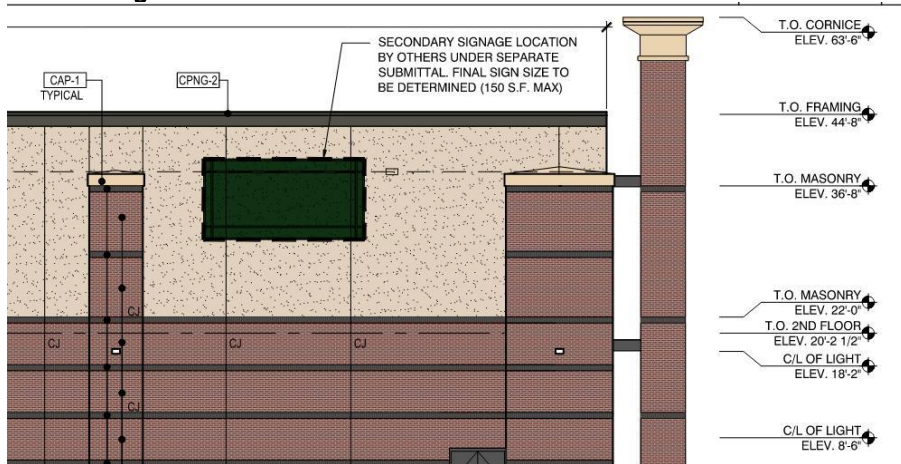 SECONDARY SIGNAGE LOCATION
BY OTHERS UNDER SEPARATE
SUBMITTAL. FINAL SIGN SIZE TO
BE DETERMINED (150 S.F. MAX)
CAP-1
TYPICAL
CPNG-2
T.O. CORNICE
ELEV. 63'-6"
T.O. FRAMING
ELEV. 44'-8"
T.O. MASONRY
ELEV. 36'-8"
T.O. MASONRY
ELEV. 22'-0"
T.O. 2ND FLOOR
ELEV. 20'-2 1/2"
C/L OF LIGHT
ELEV. 18'-2"
C/L OF LIGHT
ELEV. 8'-6"
CJ
CJ
CJ
CJ
CJ